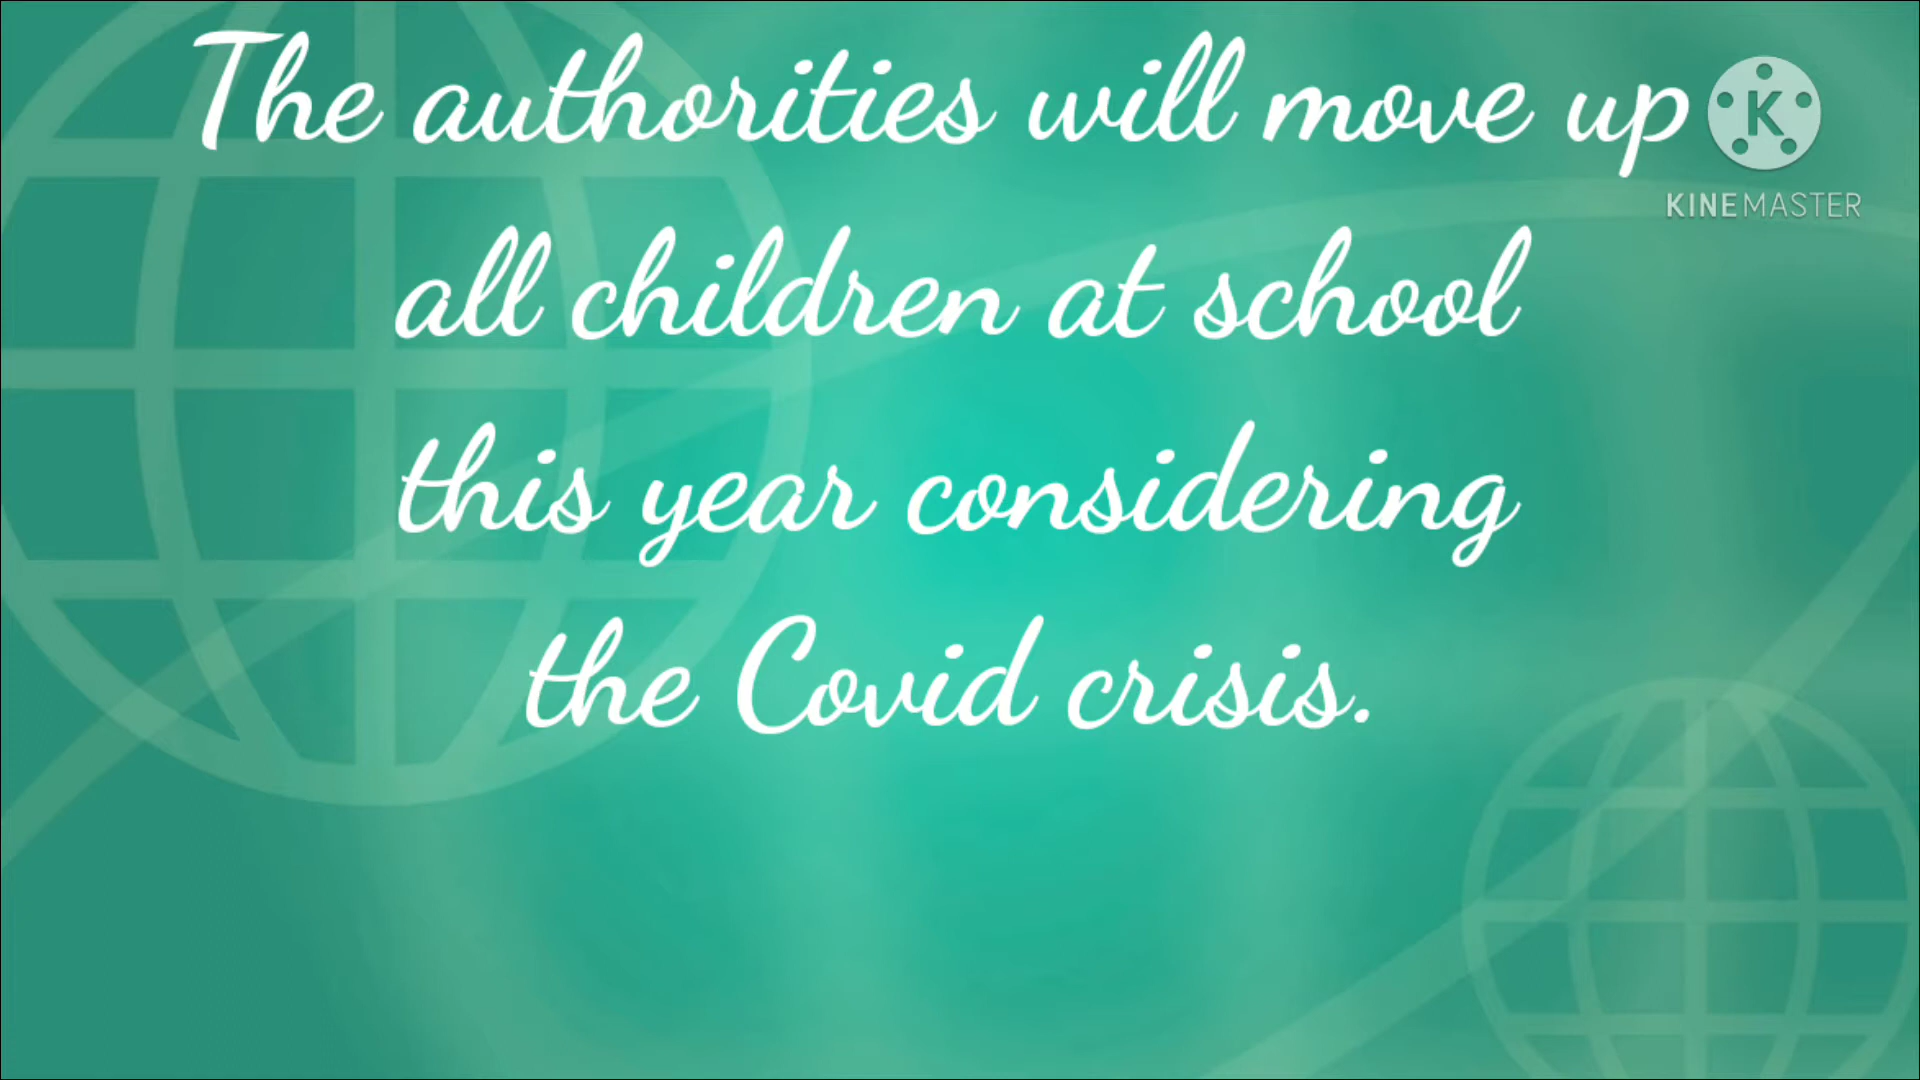 The authorities will move up
all children at school
this year considering
the Covid crisis.
K
KINEMASTER